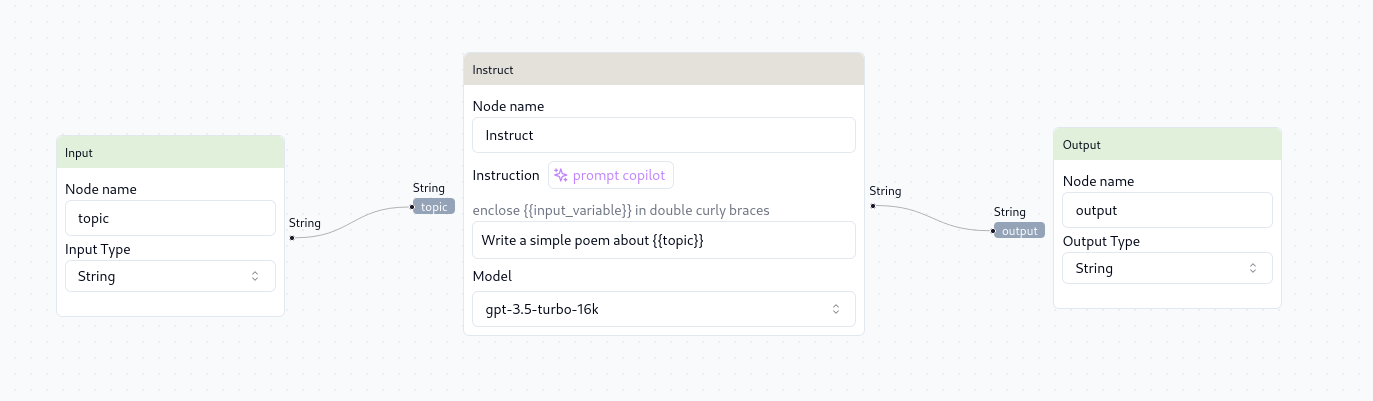 Input
Node name
topic
Input Type
String
String
String
topic
Instruct
Node name
Instruct
Instruction
prompt copilot
enclose {{input_variable}} in double curly braces
Write a simple poem about {{topic}}
Model
gpt-3.5-turbo-16k
String
String
output
Output
Node name
output
Output Type
String